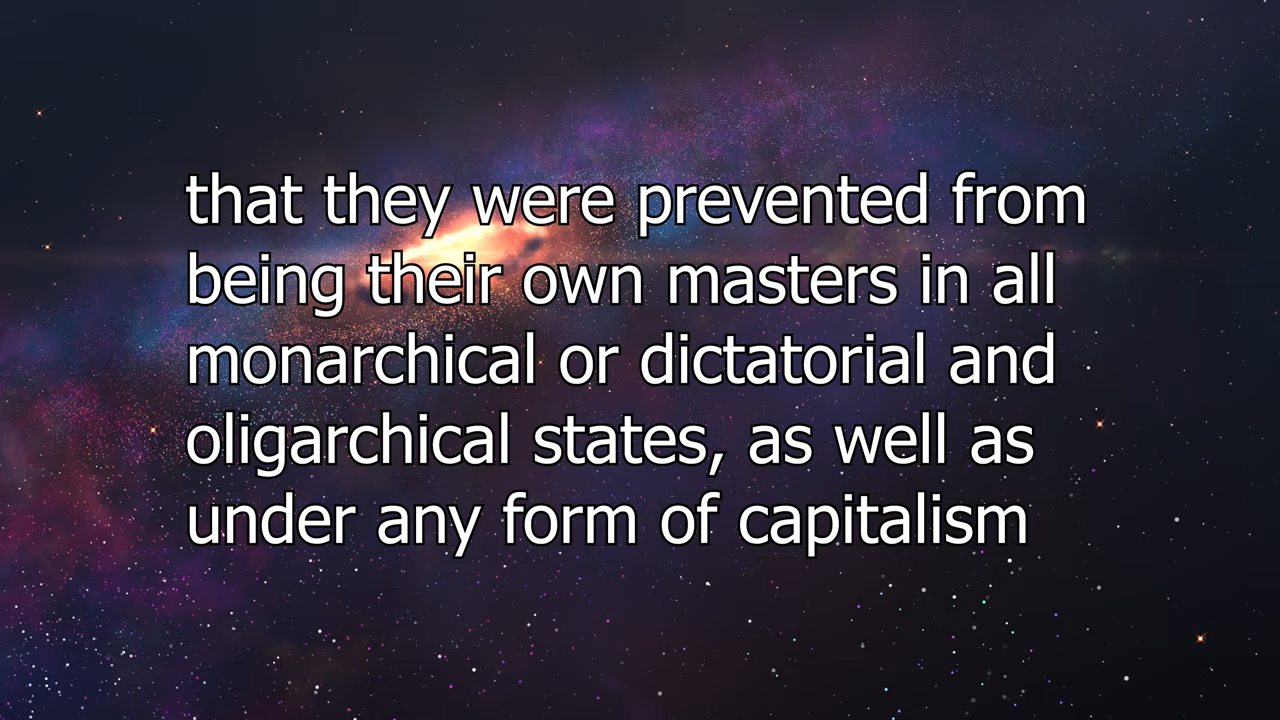 that they were prevented from
being their own masters in all
monarchical or dictatorial and
oligarchical states, as well as
under any form of capitalism